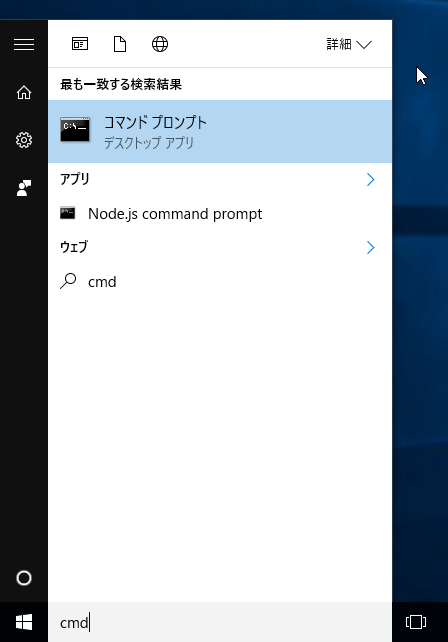 詳細
最も一致する検索結果
コマンド プロンプト
デスクトップ アプリ
アプリ
Node.js command prompt
ウェブ
cmd
cmd